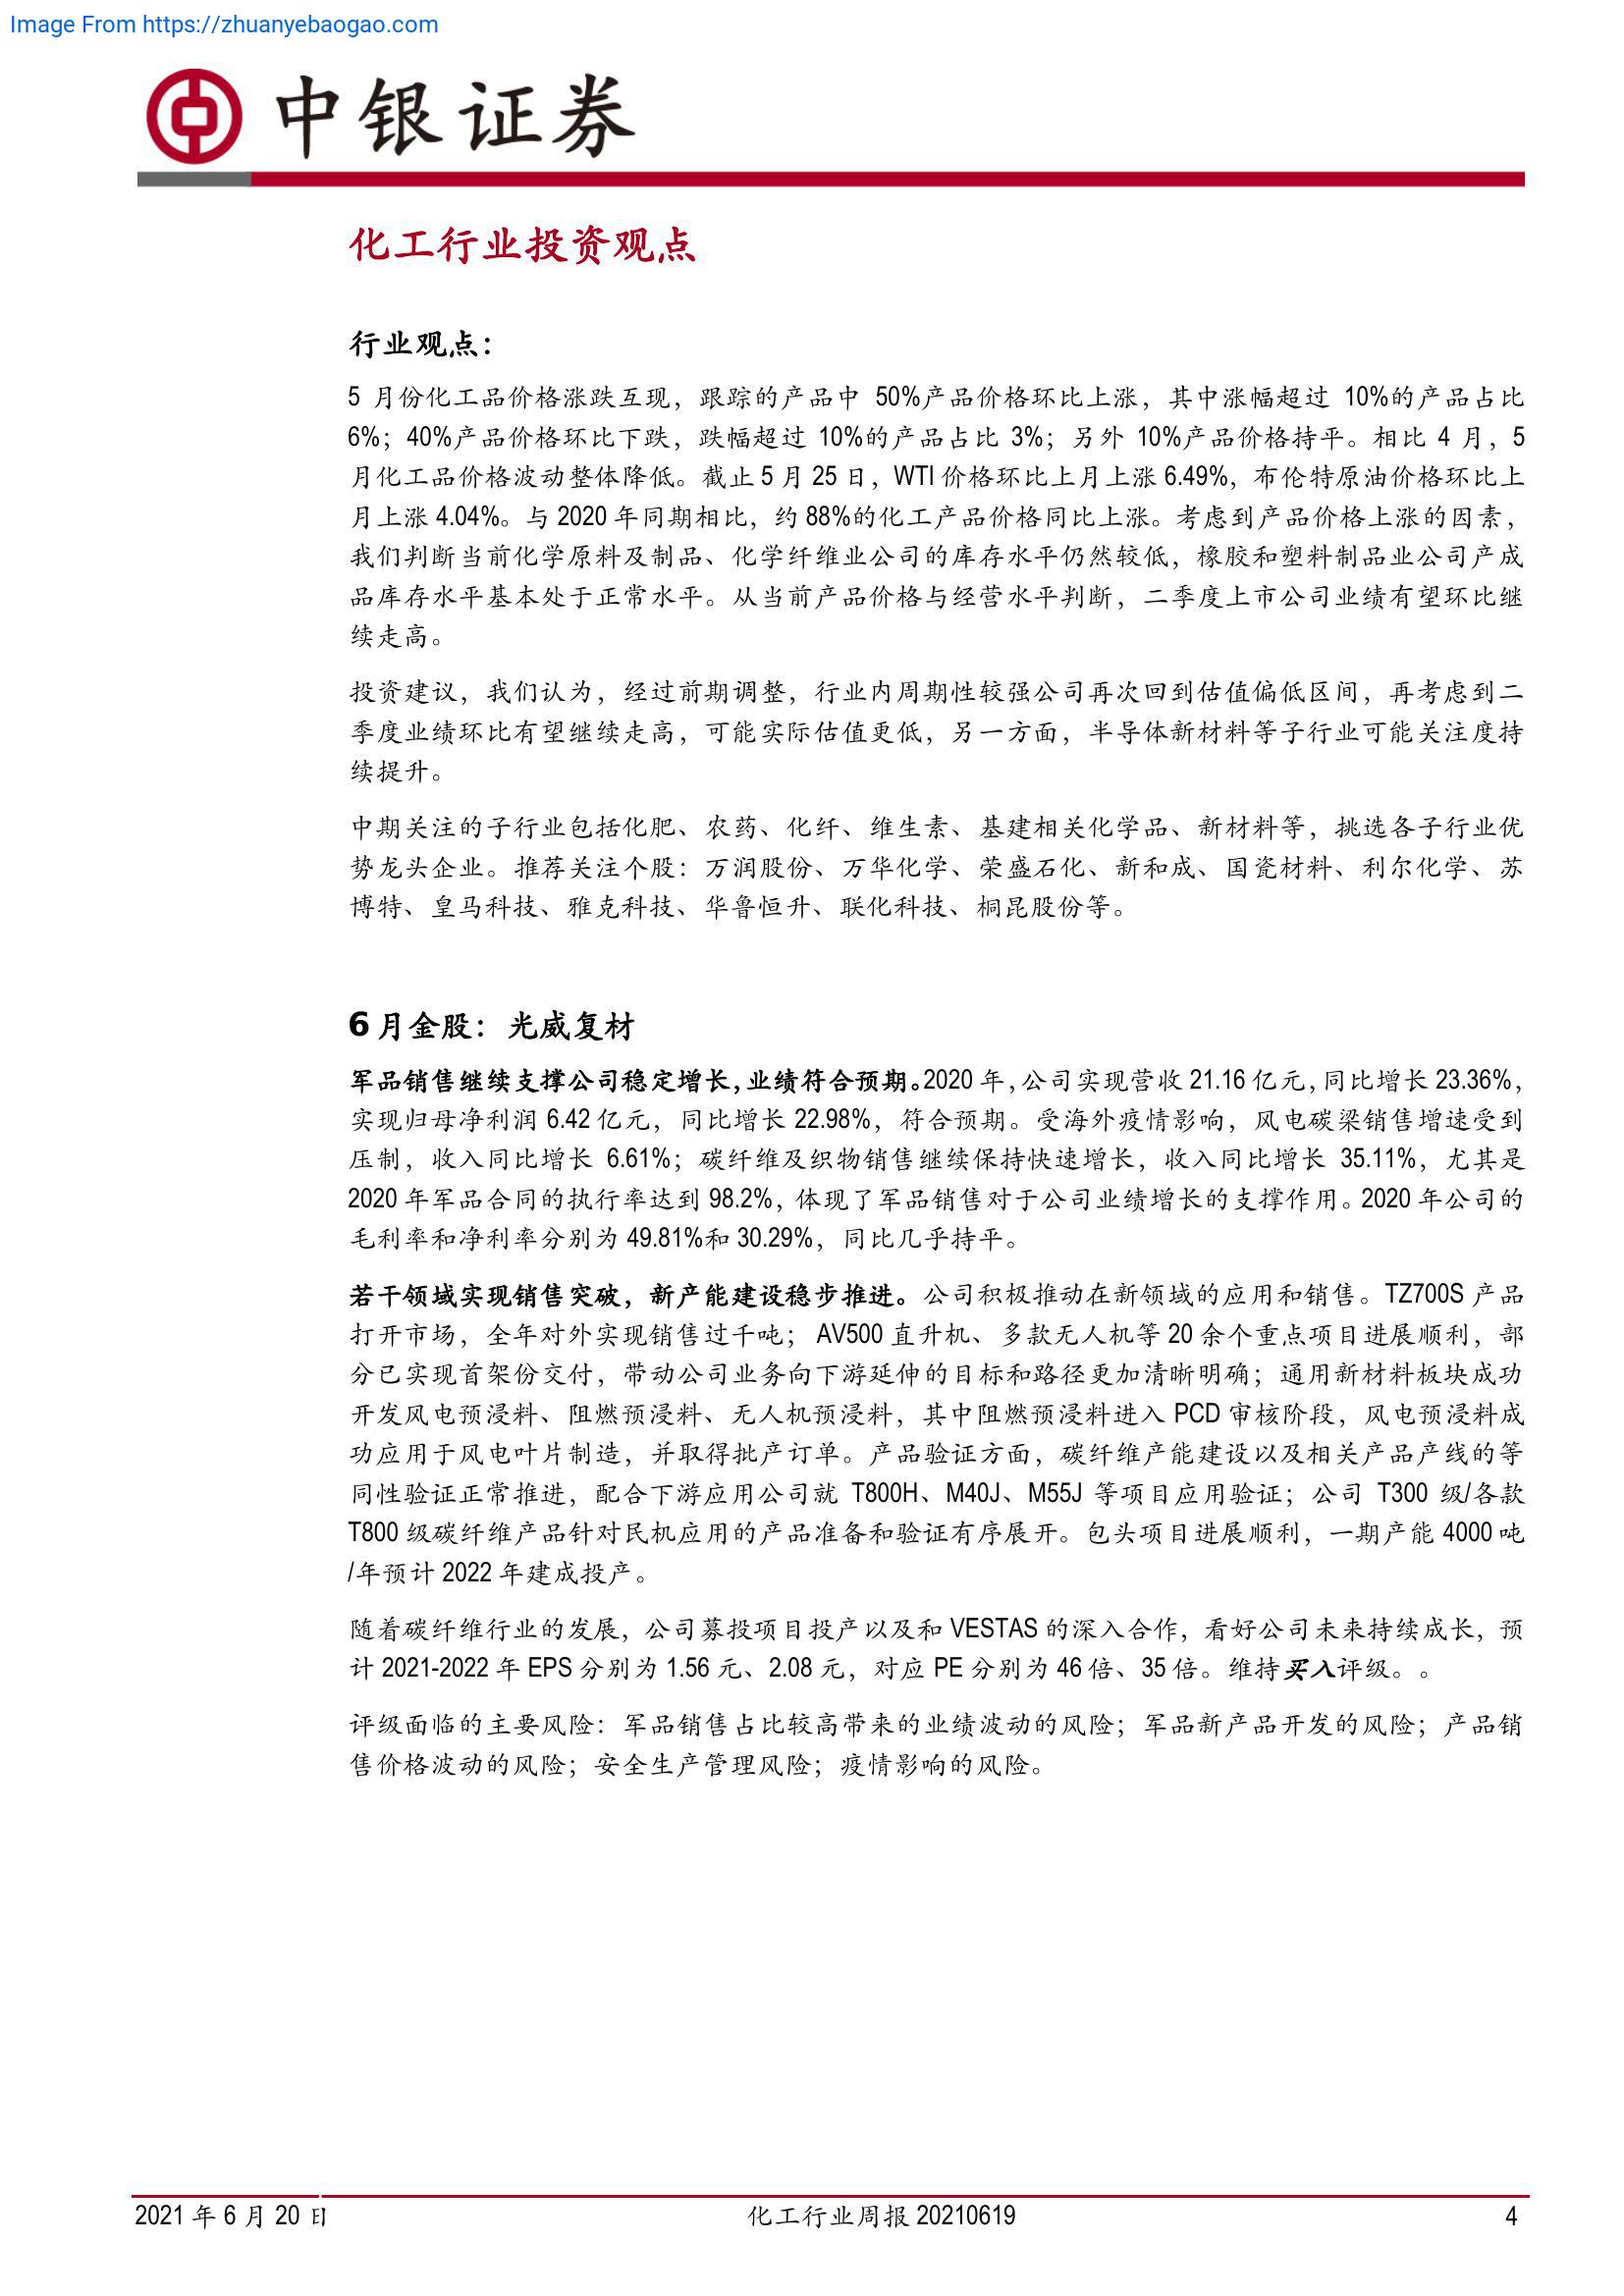 Image From https://zhuanyebaogao.com
中银证券
化工行业投资观点
行业观点：
5 月份化工品价格涨跌互现，跟踪的产品中 50%产品价格环比上涨，其中涨幅超过 10%的产品占比
6%；40%产品价格环比下跌，跌幅超过 10%的产品占比 3%；另外 10%产品价格持平。相比 4 月，5
月化工品价格波动整体降低。截止 5 月 25 日，WTI 价格环比上月上涨 6.49%，布伦特原油价格环比上
月上涨 4.04%。与 2020 年同期相比，约 88%的化工产品价格同比上涨。考虑到产品价格上涨的因素，
我们判断当前化学原料及制品、化学纤维业公司的库存水平仍然较低，橡胶和塑料制品业公司产成
品库存水平基本处于正常水平。从当前产品价格与经营水平判断，二季度上市公司业绩有望环比继
续走高。
投资建议，我们认为，经过前期调整，行业内周期性较强公司再次回到估值偏低区间，再考虑到二
季度业绩环比有望继续走高，可能实际估值更低，另一方面，半导体新材料等子行业可能关注度持
续提升。
中期关注的子行业包括化肥、农药、化纤、维生素、基建相关化学品、新材料等，挑选各子行业优
势龙头企业。推荐关注个股：万润股份、万华化学、荣盛石化、新和成、国瓷材料、利尔化学、苏
博特、皇马科技、雅克科技、华鲁恒升、联化科技、桐昆股份等。
6 月金股：光威复材
军品销售继续支撑公司稳定增长，业绩符合预期。2020 年，公司实现营收 21.16 亿元，同比增长 23.36%，
实现归母净利润 6.42 亿元，同比增长 22.98%，符合预期。受海外疫情影响，风电碳梁销售增速受到
压制，收入同比增长 6.61%；碳纤维及织物销售继续保持快速增长，收入同比增长 35.11%，尤其是
2020 年军品合同的执行率达到 98.2%，体现了军品销售对于公司业绩增长的支撑作用。2020 年公司的
毛利率和净利率分别为 49.81%和 30.29%，同比几乎持平。
若干领域实现销售突破，新产能建设稳步推进。公司积极推动在新领域的应用和销售。TZ700S 产品
打开市场，全年对外实现销售过千吨； AV500 直升机、多款无人机等 20 余个重点项目进展顺利，部
分已实现首架份交付，带动公司业务向下游延伸的目标和路径更加清晰明确；通用新材料板块成功
开发风电预浸料、阻燃预浸料、无人机预浸料，其中阻燃预浸料进入 PCD 审核阶段，风电预浸料成
功应用于风电叶片制造，并取得批产订单。产品验证方面，碳纤维产能建设以及相关产品产线的等
同性验证正常推进，配合下游应用公司就 T800H、M40J、M55J 等项目应用验证；公司 T300 级/各款
T800 级碳纤维产品针对民机应用的产品准备和验证有序展开。包头项目进展顺利，一期产能 4000 吨
/年预计 2022 年建成投产。
随着碳纤维行业的发展，公司募投项目投产以及和 VESTAS 的深入合作，看好公司未来持续成长，预
计 2021-2022 年 EPS 分别为 1.56 元、2.08 元，对应 PE 分别为 46 倍、35 倍。维持买入评级。。
评级面临的主要风险：军品销售占比较高带来的业绩波动的风险；军品新产品开发的风险；产品销
售价格波动的风险；安全生产管理风险；疫情影响的风险。
2021 年 6 月 20 日 化工行业周报 20210619 4